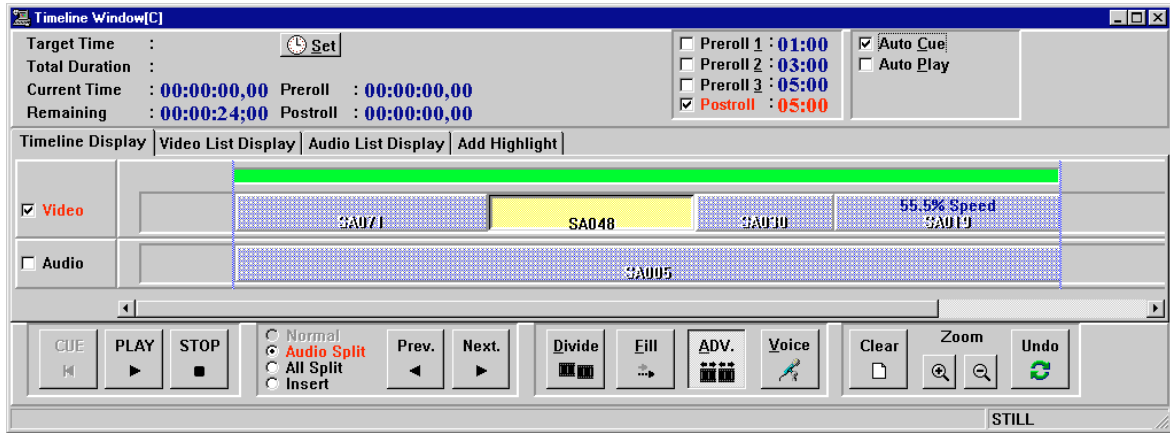 Timeline Window[C]
Target Time : Set
Total Duration :
Current Time : 00:00:00,00 Preroll : 00:00:00,00
Remaining : 00:00:24;00 Postroll : 00:00:00,00
Preroll 1 : 01:00
Preroll 2 : 03:00
Preroll 3 : 05:00
Postroll : 05:00
Auto Cue
Auto Play
Timeline Display Video List Display Audio List Display Add Highlight
Video
55.5% Speed
SA071 SA048 SA030 SA019
Audio
SA005
CUE PLAY STOP
Normal
Audio Split
All Split
Insert
Prev. Next.
Divide Fill ADV. Voice
Clear Zoom Undo
STILL